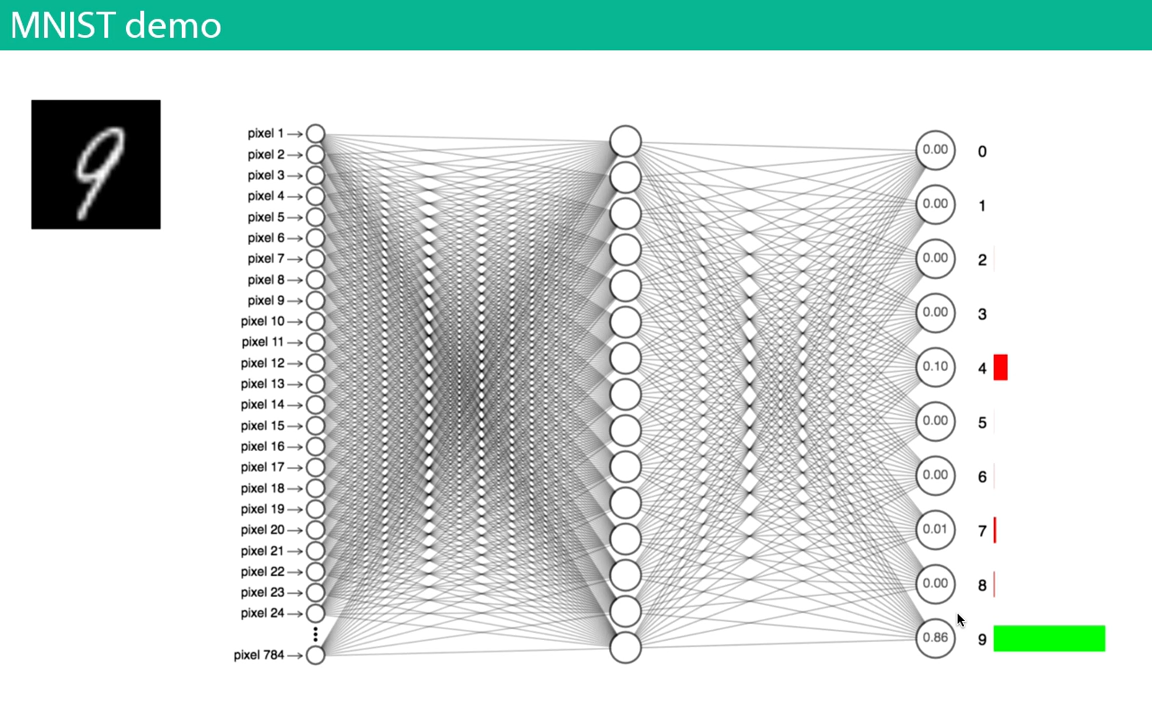 MNIST demo
9
pixel 1
pixel 2
pixel 3
pixel 4
pixel 5
pixel 6
pixel 7
pixel 8
pixel 9
pixel 10
pixel 11
pixel 12
pixel 13
pixel 14
pixel 15
pixel 16
pixel 17
pixel 18
pixel 19
pixel 20
pixel 21
pixel 22
pixel 23
pixel 24
pixel 784
0.00 0
0.00 1
0.00 2
0.00 3
0.10 4
0.00 5
0.00 6
0.01 7
0.00 8
0.86 9